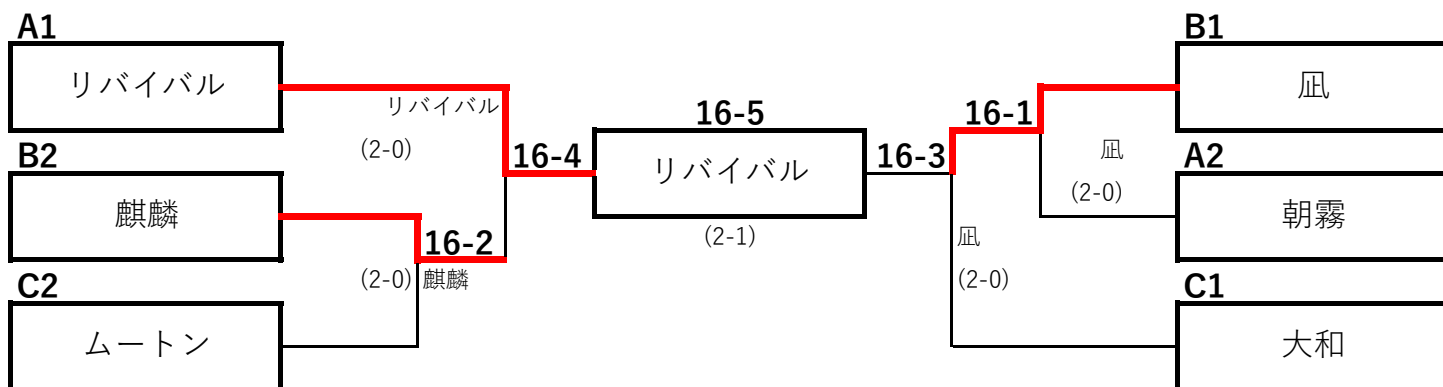 A1
リバイバル
B2
麒麟
C2
ムートン
リバイバル
(2-0)
16-4
16-2
(2-0)
麒麟
16-5
リバイバル
(2-1)
16-3
16-1
凪
(2-0)
凪
(2-0)
B1
凪
A2
朝霧
C1
大和